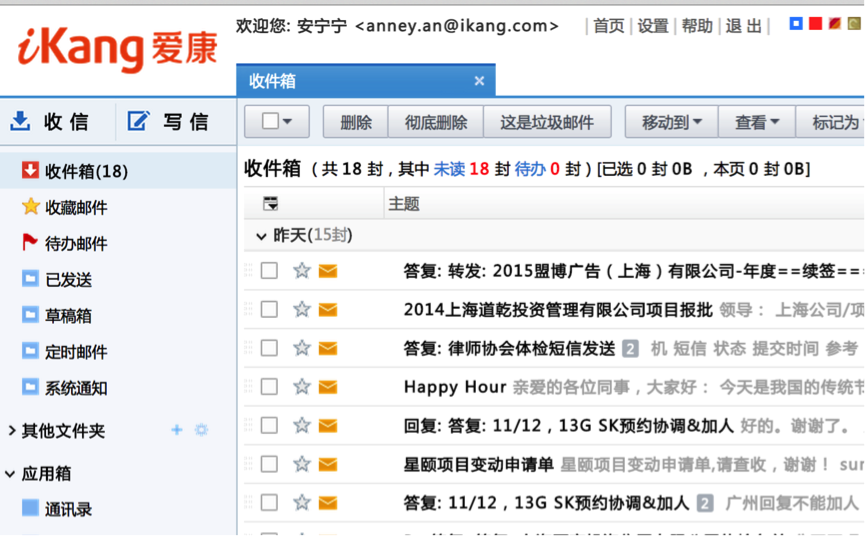 iKang 爱康
欢迎您: 安宁宁 <anney.an@ikang.com>
首页 | 设置 | 帮助 | 退 出 |
收件箱 ×
收 信
写 信
删除 彻底删除 这是垃圾邮件 移动到 查看 标记为
收件箱(18)
收藏邮件
待办邮件
已发送
草稿箱
定时邮件
系统通知
其他文件夹 +
应用箱
通讯录
收件箱 ( 共 18 封 , 其中 未读 18 封 待办 0 封 ) [已选 0 封 0B , 本页 0 封 0B]
主题
昨天(15封)
答复: 转发: 2015盟博广告（上海）有限公司-年度==续签==
2014上海道乾投资管理有限公司项目报批 领导： 上海公司/项
答复: 律师协会体检短信发送 2 机 短信 状态 提交时间 参考
Happy Hour 亲爱的各位同事，大家好： 今天是我国的传统节
回复: 答复: 11/12，13G SK预约协调&加人 好的。谢谢了。
星颐项目变动申请单 星颐项目变动申请单,请查收，谢谢！ sun
答复: 11/12，13G SK预约协调&加人 2 广州回复不能加人